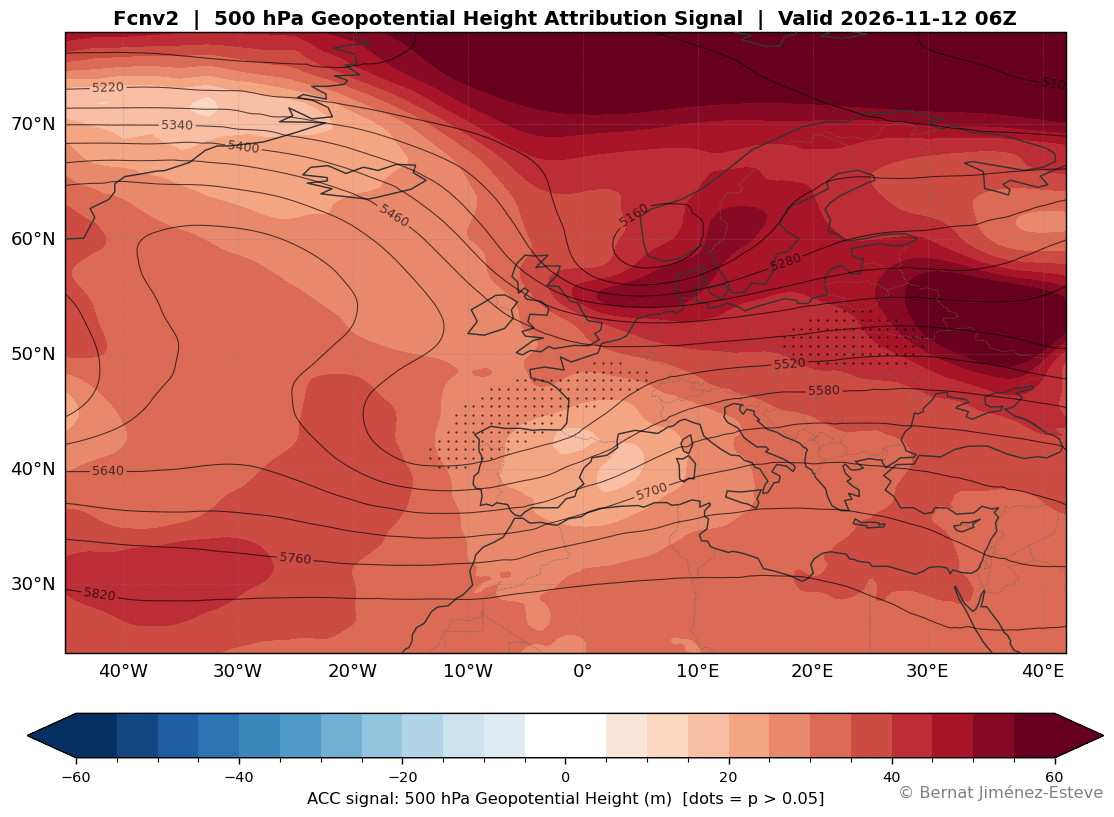 Fcnv2 | 500 hPa Geopotential Height Attribution Signal | Valid 2026-11-12 06Z
5220
510
70°N
5340
5400
5460
5160
60°N
5280
50°N
5520
5580
40°N
5640
5700
5760
30°N
5820
40°W 30°W 20°W 10°W 0° 10°E 20°E 30°E 40°E
−60 −40 −20 0 20 40 60
ACC signal: 500 hPa Geopotential Height (m) [dots = p > 0.05]
© Bernat Jiménez-Esteve